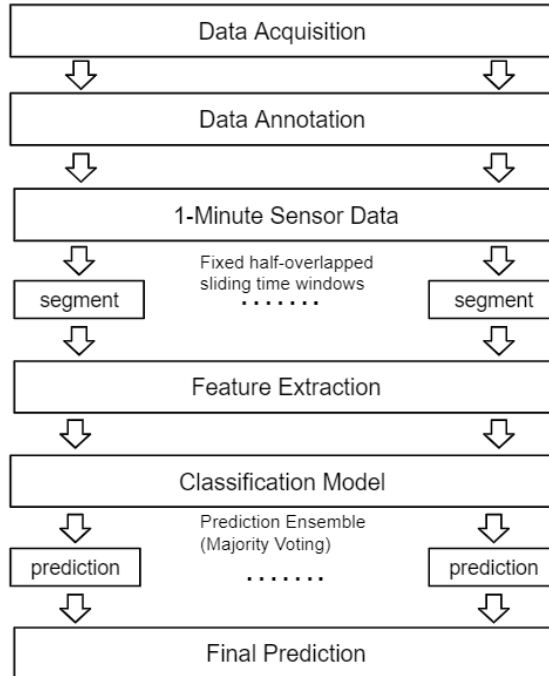 Data Acquisition
Data Annotation
1-Minute Sensor Data
Fixed half-overlapped
sliding time windows
segment ....... segment
Feature Extraction
Classification Model
Prediction Ensemble
(Majority Voting)
prediction ....... prediction
Final Prediction